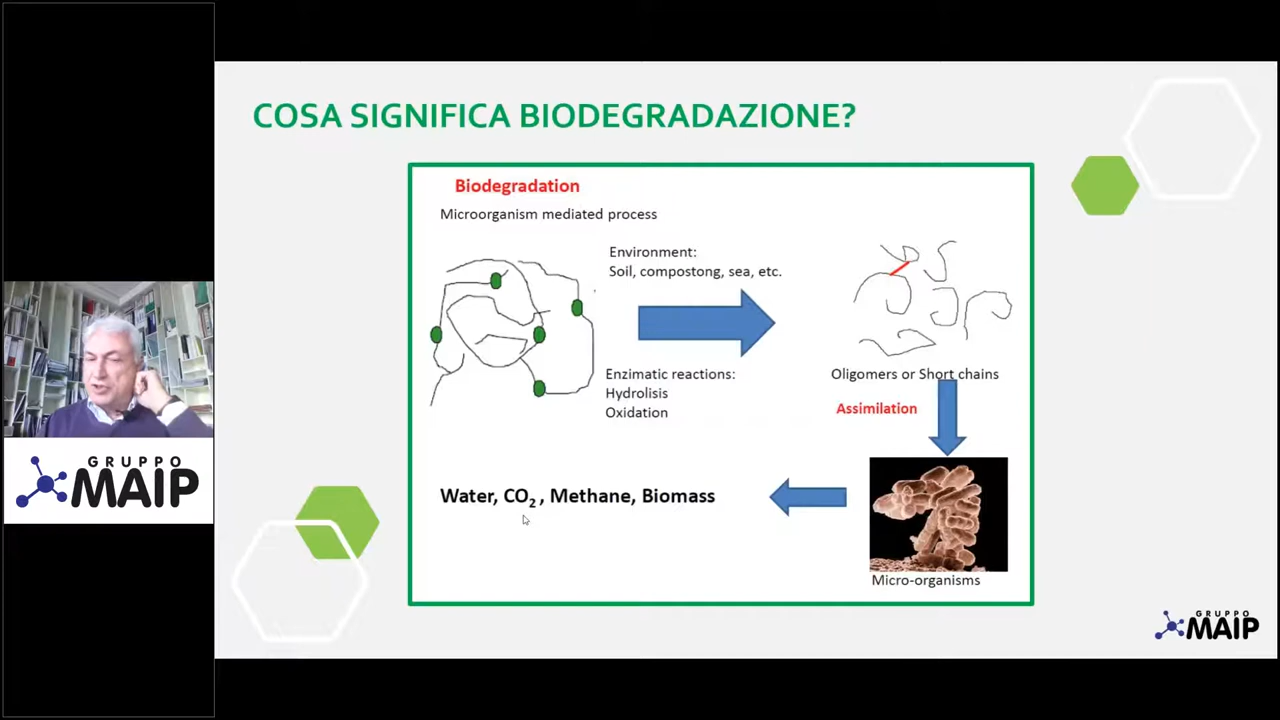 COSA SIGNIFICA BIODEGRADAZIONE?
Biodegradation
Microorganism mediated process
Environment:
Soil, compostong, sea, etc.
Enzimatic reactions:
Hydrolisis
Oxidation
Oligomers or Short chains
Assimilation
Micro-organisms
Water, CO₂ , Methane, Biomass
GRUPPO
MAIP
GRUPPO
MAIP